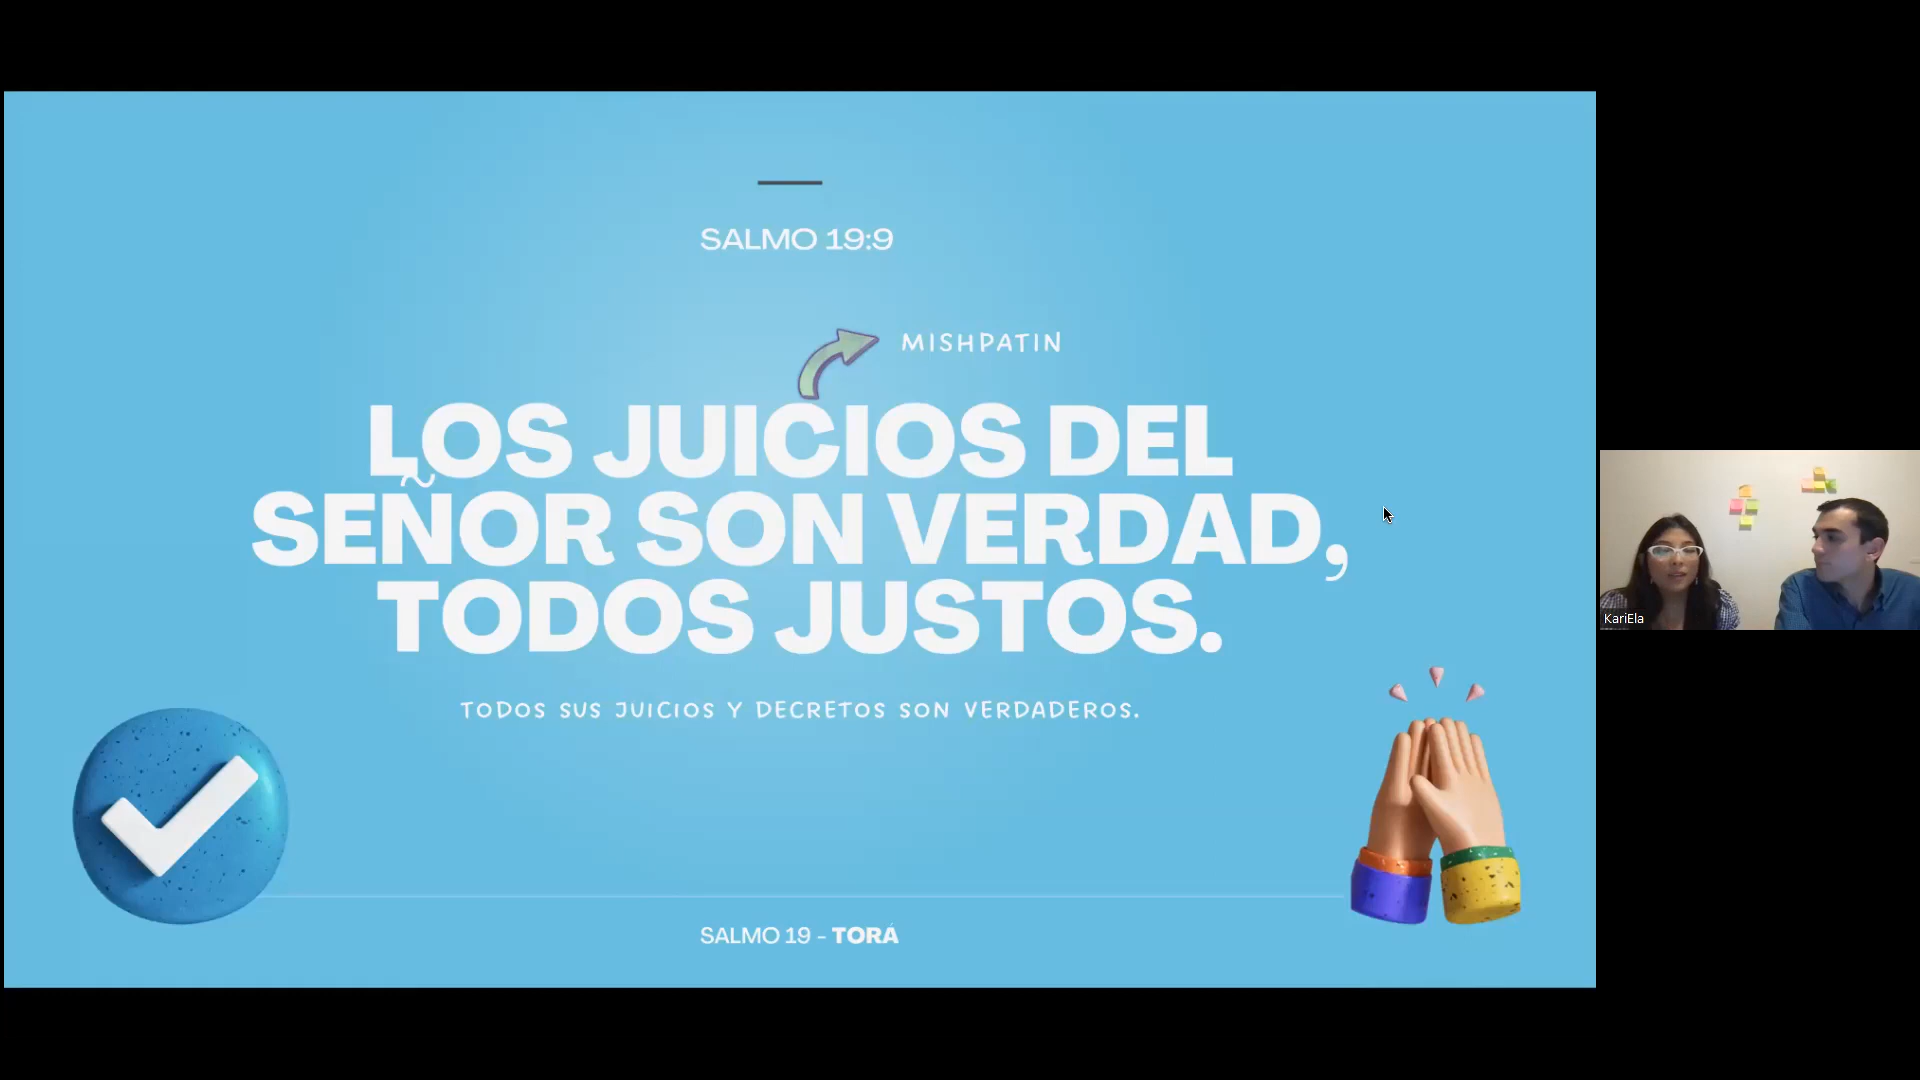 SALMO 19:9
MISHPATIN
LOS JUICIOS DEL
SEÑOR SON VERDAD,
TODOS JUSTOS.
TODOS SUS JUICIOS Y DECRETOS SON VERDADEROS.
SALMO 19 - TORÁ
KariEla